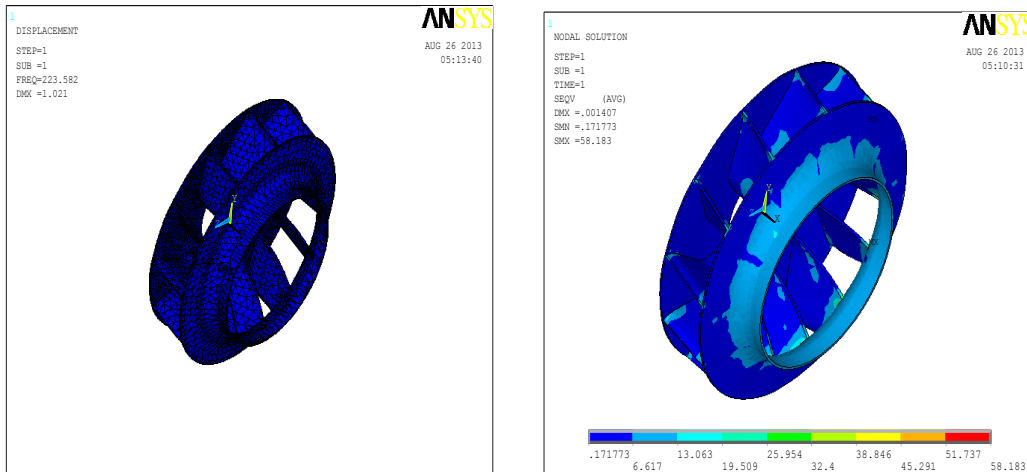 1
ANSYS
DISPLACEMENT
AUG 26 2013
STEP=1
05:13:40
SUB =1
FREQ=223.582
DMX =1.021
Y
Z
1
ANSYS
NODAL SOLUTION
AUG 26 2013
STEP=1
05:10:31
SUB =1
TIME=1
SEQV (AVG)
DMX =.001407
SMN =.171773
SMX =58.183
Y
Z X
MX
.171773 13.063 25.954 38.846 51.737
6.617 19.509 32.4 45.291 58.183